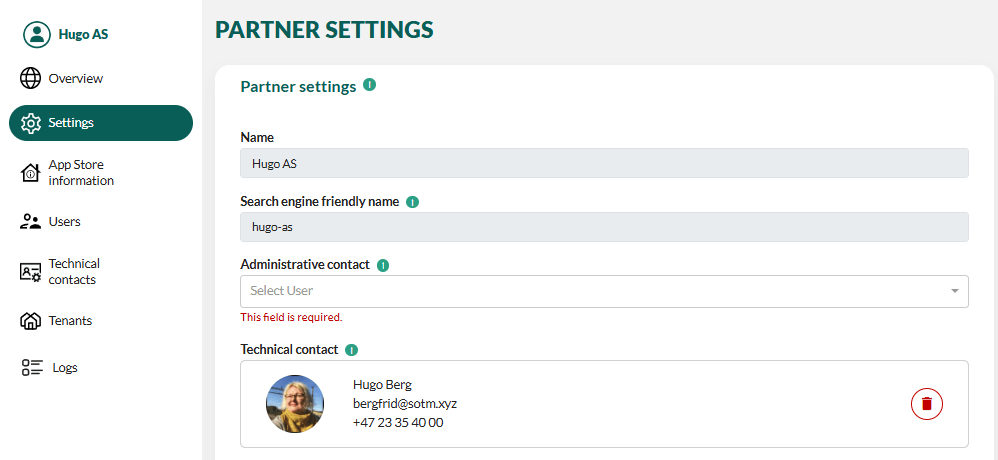 Hugo AS
Overview
Settings
App Store
information
Users
Technical
contacts
Tenants
Logs
PARTNER SETTINGS
Partner settings
Name
Hugo AS
Search engine friendly name
hugo-as
Administrative contact
Select User
This field is required.
Technical contact
Hugo Berg
bergfrid@sotm.xyz
+47 23 35 40 00